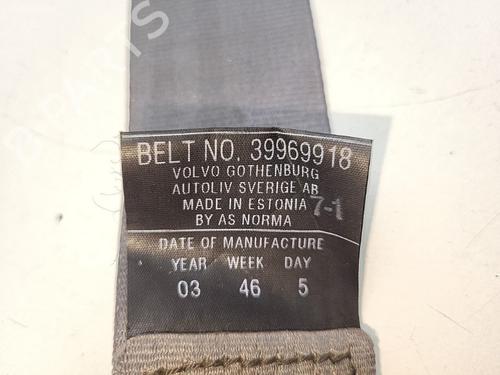 BELT NO. 39969918
VOLVO GOTHENBURG
AUTOLIV SVERIGE AB
MADE IN ESTONIA
7-1
BY AS NORMA
DATE OF MANUFACTURE
YEAR WEEK DAY
03 46 5